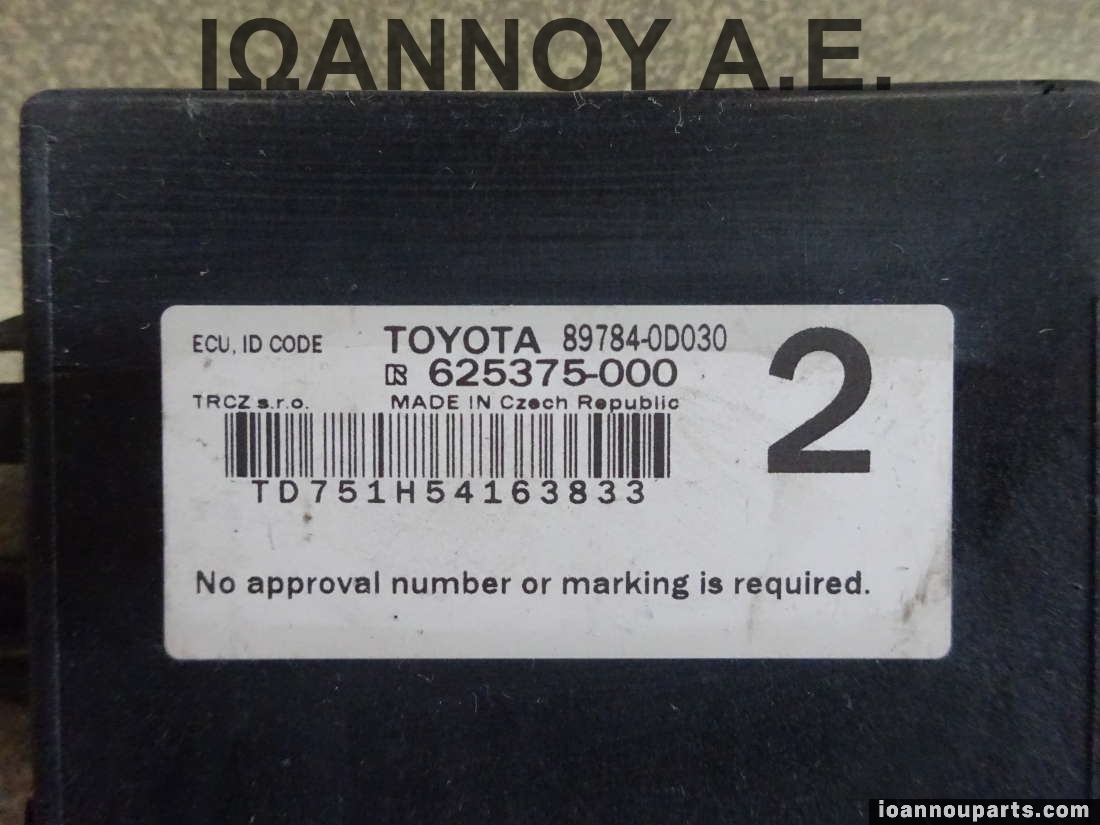 ΙΩΑΝΝΟΥ Α.Ε.
ECU, ID CODE TOYOTA 89784-0D030
625375-000
2
TRCZ s.r.o. MADE IN Czech Republic
TD751H54163833
No approval number or marking is required.
ioannouparts.com